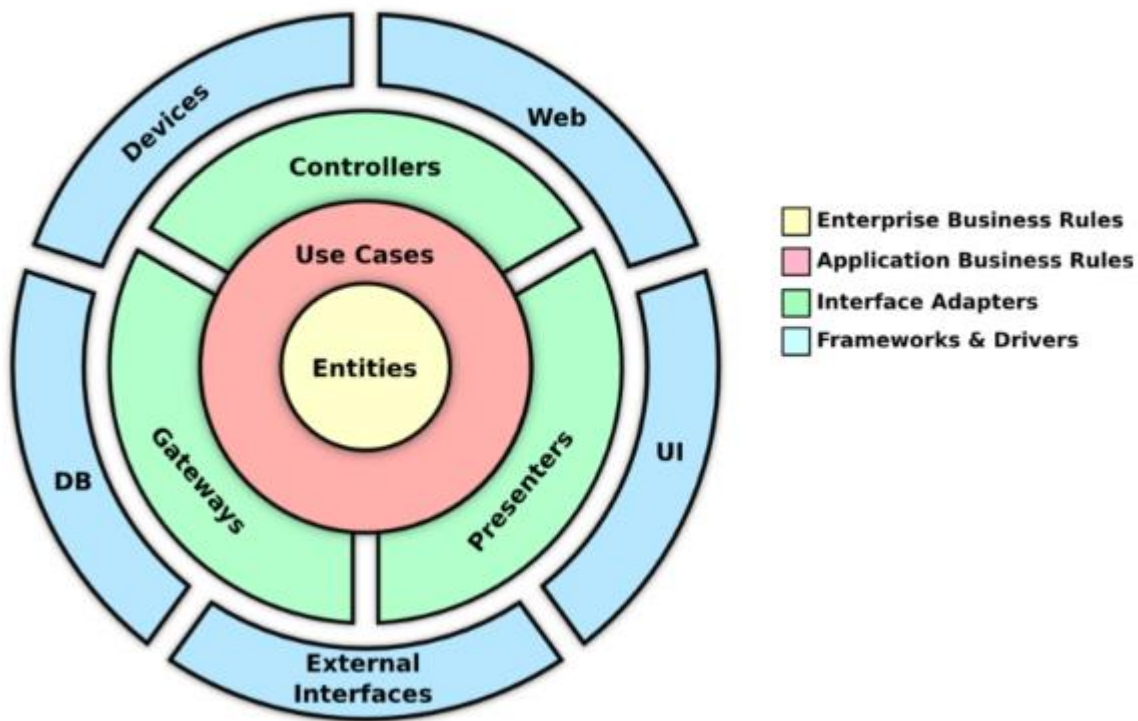 Devices
Web
Controllers
Use Cases
Entities
Gateways
Presenters
DB
UI
External
Interfaces
Enterprise Business Rules
Application Business Rules
Interface Adapters
Frameworks & Drivers